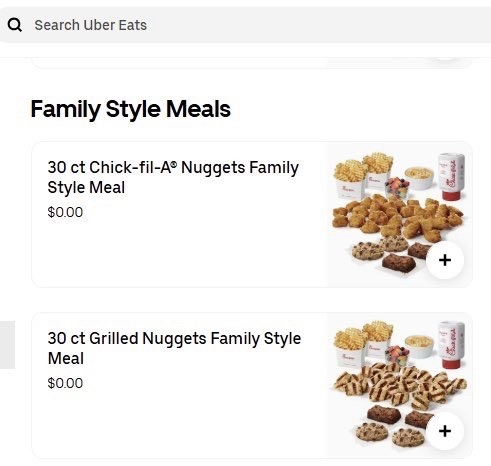 Search Uber Eats
Family Style Meals
30 ct Chick-fil-A® Nuggets Family
Style Meal
$0.00
30 ct Grilled Nuggets Family Style
Meal
$0.00